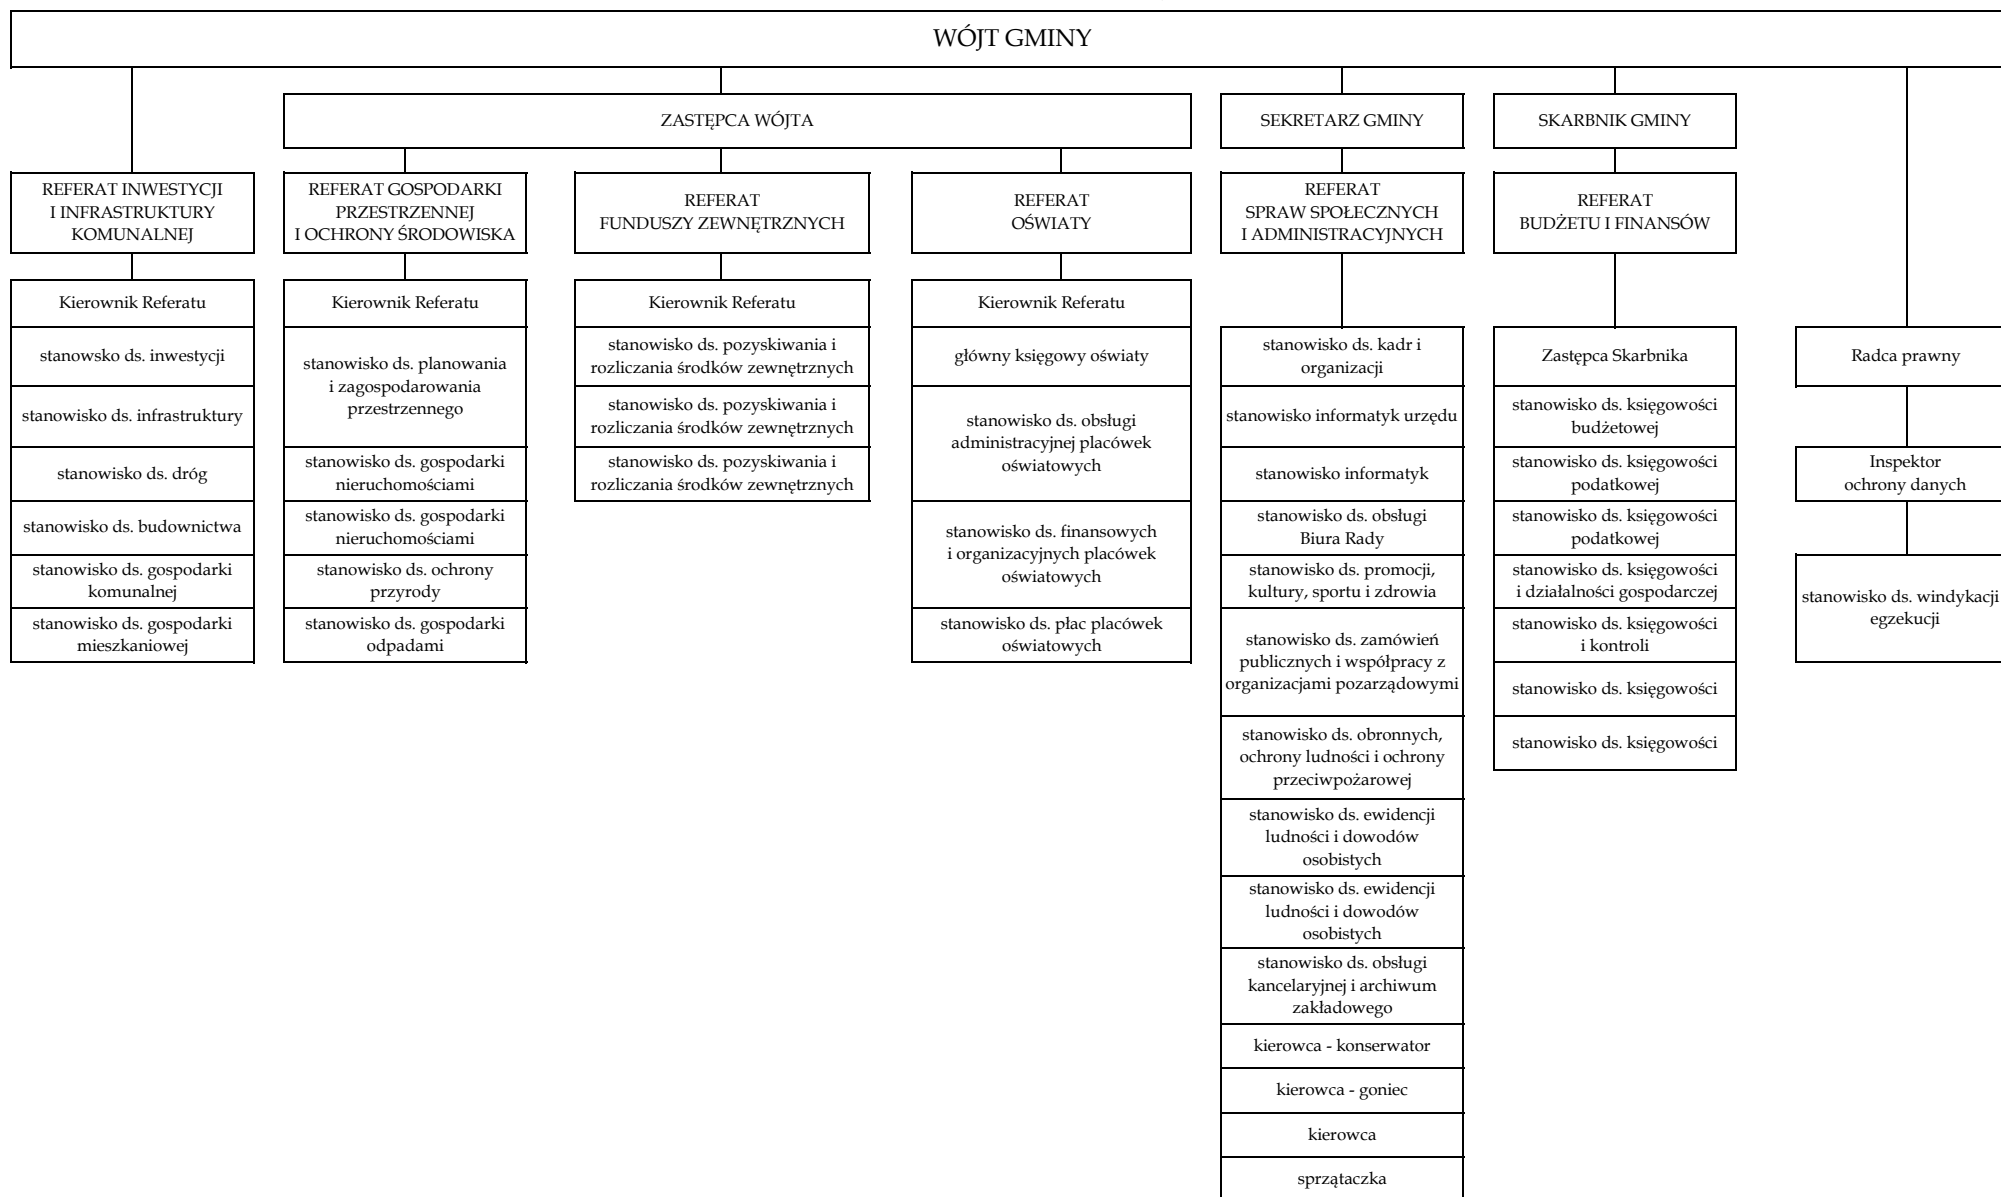 WÓJT GMINY
ZASTĘPCA WÓJTA
SEKRETARZ GMINY
SKARBNIK GMINY
REFERAT INWESTYCJI
I INFRASTRUKTURY
KOMUNALNEJ
REFERAT GOSPODARKI
PRZESTRZENNEJ
I OCHRONY ŚRODOWISKA
REFERAT
FUNDUSZY ZEWNĘTRZNYCH
REFERAT
OŚWIATY
REFERAT
SPRAW SPOŁECZNYCH
I ADMINISTRACYJNYCH
REFERAT
BUDŻETU I FINANSÓW
Kierownik Referatu
stanowsko ds. inwestycji
stanowisko ds. infrastruktury
stanowisko ds. dróg
stanowisko ds. budownictwa
stanowisko ds. gospodarki
komunalnej
stanowisko ds. gospodarki
mieszkaniowej
Kierownik Referatu
stanowisko ds. planowania
i zagospodarowania
przestrzennego
stanowisko ds. gospodarki
nieruchomościami
stanowisko ds. gospodarki
nieruchomościami
stanowisko ds. ochrony
przyrody
stanowisko ds. gospodarki
odpadami
Kierownik Referatu
stanowisko ds. pozyskiwania i
rozliczania środków zewnętrznych
stanowisko ds. pozyskiwania i
rozliczania środków zewnętrznych
stanowisko ds. pozyskiwania i
rozliczania środków zewnętrznych
Kierownik Referatu
główny księgowy oświaty
stanowisko ds. obsługi
administracyjnej placówek
oświatowych
stanowisko ds. finansowych
i organizacyjnych placówek
oświatowych
stanowisko ds. płac placówek
oświatowych
stanowisko ds. kadr i
organizacji
stanowisko informatyk urzędu
stanowisko informatyk
stanowisko ds. obsługi
Biura Rady
stanowisko ds. promocji,
kultury, sportu i zdrowia
stanowisko ds. zamówień
publicznych i współpracy z
organizacjami pozarządowymi
stanowisko ds. obronnych,
ochrony ludności i ochrony
przeciwpożarowej
stanowisko ds. ewidencji
ludności i dowodów
osobistych
stanowisko ds. ewidencji
ludności i dowodów
osobistych
stanowisko ds. obsługi
kancelaryjnej i archiwum
zakładowego
kierowca - konserwator
kierowca - goniec
kierowca
sprzątaczka
Zastępca Skarbnika
stanowisko ds. księgowości
budżetowej
stanowisko ds. księgowości
podatkowej
stanowisko ds. księgowości
podatkowej
stanowisko ds. księgowości
i działalności gospodarczej
stanowisko ds. księgowości
i kontroli
stanowisko ds. księgowości
stanowisko ds. księgowości
Radca prawny
Inspektor
ochrony danych
stanowisko ds. windykacji
egzekucji